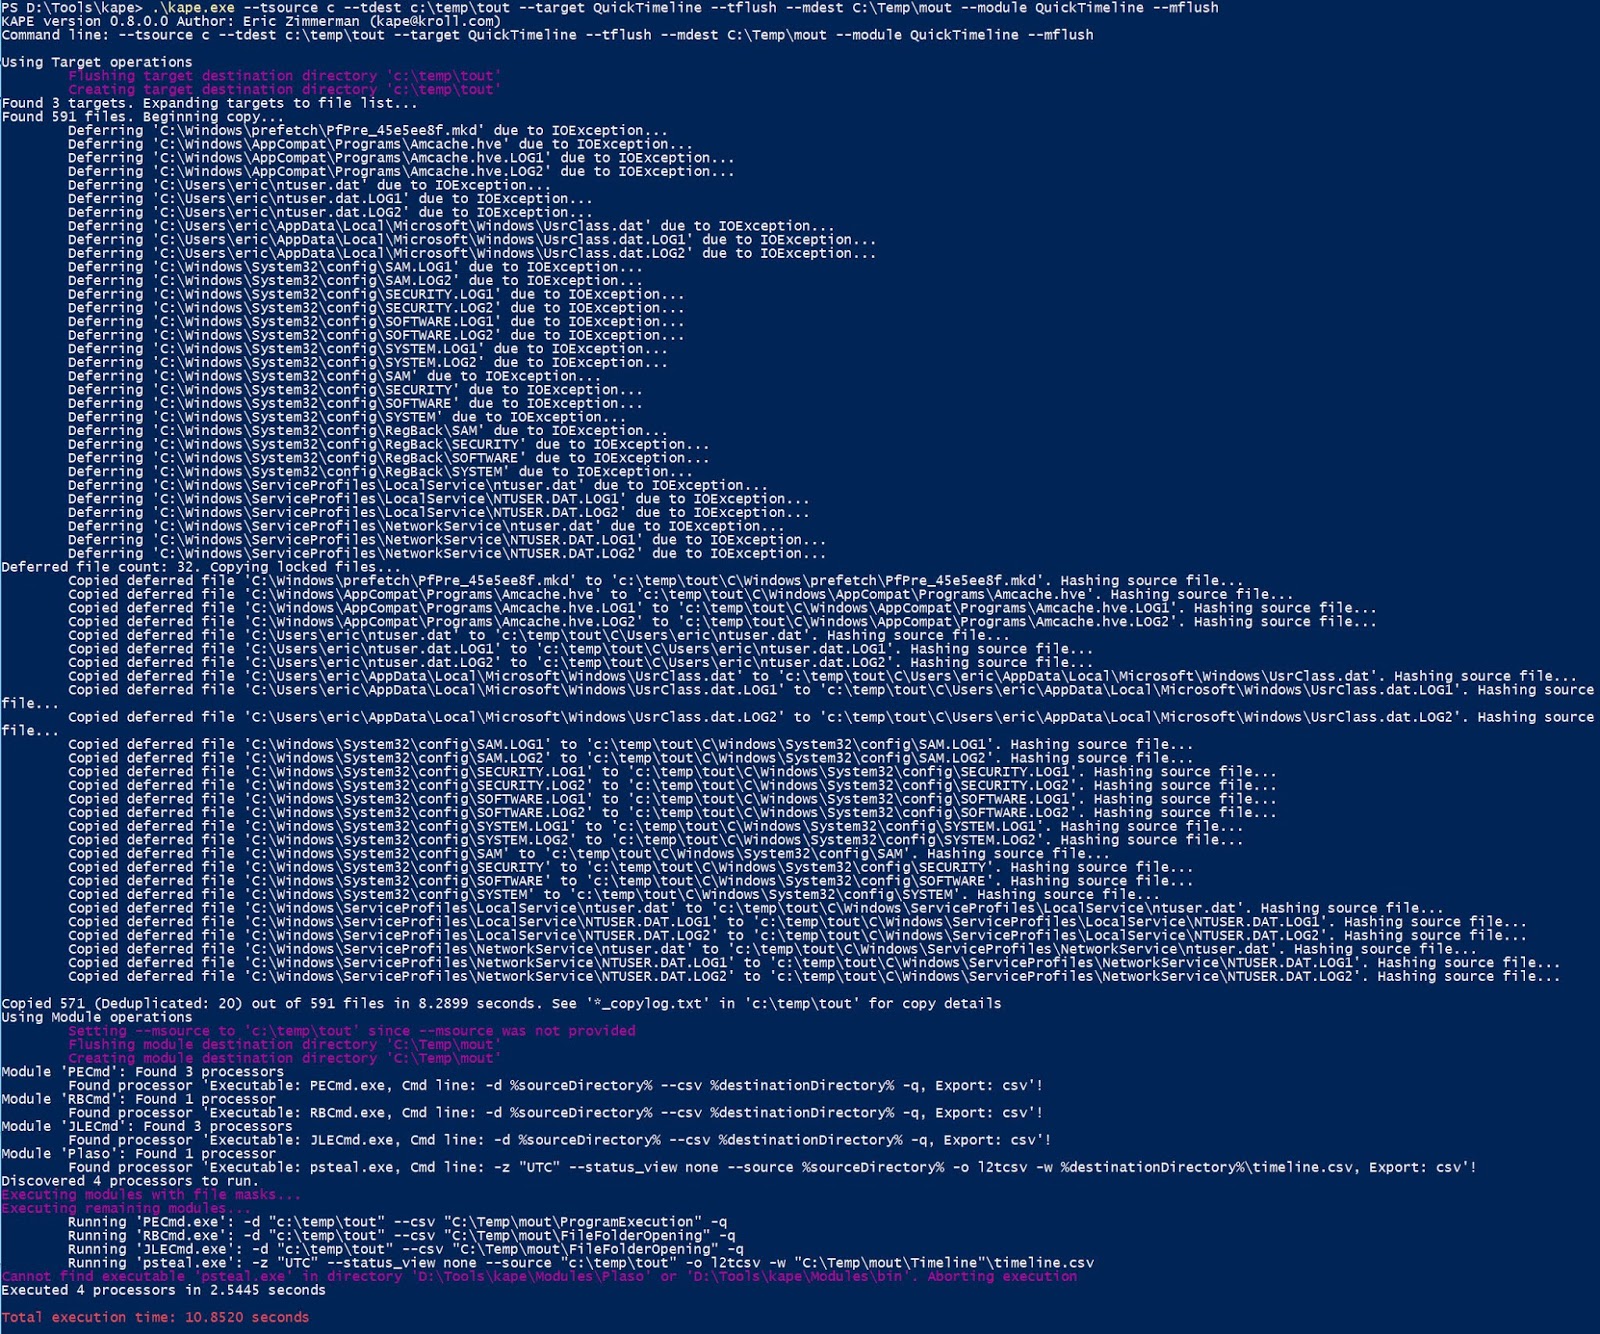 PS D:\Tools\kape> .\kape.exe --tsource c --tdest c:\temp\tout --target QuickTimeline --tflush --mdest C:\Temp\mout --module QuickTimeline --mflush
KAPE version 0.8.0.0 Author: Eric Zimmerman (kape@kroll.com)
Command line: --tsource c --tdest c:\temp\tout --target QuickTimeline --tflush --mdest C:\Temp\mout --module QuickTimeline --mflush
Using Target operations
Flushing target destination directory 'c:\temp\tout'
Creating target destination directory 'c:\temp\tout'
Found 3 targets. Expanding targets to file list...
Found 591 files. Beginning copy...
Deferring 'C:\Windows\prefetch\PfPre_45e5ee8f.mkd' due to IOException...
Deferring 'C:\Windows\AppCompat\Programs\Amcache.hve' due to IOException...
Deferring 'C:\Windows\AppCompat\Programs\Amcache.hve.LOG1' due to IOException...
Deferring 'C:\Windows\AppCompat\Programs\Amcache.hve.LOG2' due to IOException...
Deferring 'C:\Users\eric\ntuser.dat' due to IOException...
Deferring 'C:\Users\eric\ntuser.dat.LOG1' due to IOException...
Deferring 'C:\Users\eric\ntuser.dat.LOG2' due to IOException...
Deferring 'C:\Users\eric\AppData\Local\Microsoft\Windows\UsrClass.dat' due to IOException...
Deferring 'C:\Users\eric\AppData\Local\Microsoft\Windows\UsrClass.dat.LOG1' due to IOException...
Deferring 'C:\Users\eric\AppData\Local\Microsoft\Windows\UsrClass.dat.LOG2' due to IOException...
Deferring 'C:\Windows\System32\config\SAM.LOG1' due to IOException...
Deferring 'C:\Windows\System32\config\SAM.LOG2' due to IOException...
Deferring 'C:\Windows\System32\config\SECURITY.LOG1' due to IOException...
Deferring 'C:\Windows\System32\config\SECURITY.LOG2' due to IOException...
Deferring 'C:\Windows\System32\config\SOFTWARE.LOG1' due to IOException...
Deferring 'C:\Windows\System32\config\SOFTWARE.LOG2' due to IOException...
Deferring 'C:\Windows\System32\config\SYSTEM.LOG1' due to IOException...
Deferring 'C:\Windows\System32\config\SYSTEM.LOG2' due to IOException...
Deferring 'C:\Windows\System32\config\SAM' due to IOException...
Deferring 'C:\Windows\System32\config\SECURITY' due to IOException...
Deferring 'C:\Windows\System32\config\SOFTWARE' due to IOException...
Deferring 'C:\Windows\System32\config\SYSTEM' due to IOException...
Deferring 'C:\Windows\System32\config\RegBack\SAM' due to IOException...
Deferring 'C:\Windows\System32\config\RegBack\SECURITY' due to IOException...
Deferring 'C:\Windows\System32\config\RegBack\SOFTWARE' due to IOException...
Deferring 'C:\Windows\System32\config\RegBack\SYSTEM' due to IOException...
Deferring 'C:\Windows\ServiceProfiles\LocalService\ntuser.dat' due to IOException...
Deferring 'C:\Windows\ServiceProfiles\LocalService\NTUSER.DAT.LOG1' due to IOException...
Deferring 'C:\Windows\ServiceProfiles\LocalService\NTUSER.DAT.LOG2' due to IOException...
Deferring 'C:\Windows\ServiceProfiles\NetworkService\ntuser.dat' due to IOException...
Deferring 'C:\Windows\ServiceProfiles\NetworkService\NTUSER.DAT.LOG1' due to IOException...
Deferring 'C:\Windows\ServiceProfiles\NetworkService\NTUSER.DAT.LOG2' due to IOException...
Deferred file count: 32. Copying locked files...
Copied deferred file 'C:\Windows\prefetch\PfPre_45e5ee8f.mkd' to 'c:\temp\tout\C\Windows\prefetch\PfPre_45e5ee8f.mkd'. Hashing source file...
Copied deferred file 'C:\Windows\AppCompat\Programs\Amcache.hve' to 'c:\temp\tout\C\Windows\AppCompat\Programs\Amcache.hve'. Hashing source file...
Copied deferred file 'C:\Windows\AppCompat\Programs\Amcache.hve.LOG1' to 'c:\temp\tout\C\Windows\AppCompat\Programs\Amcache.hve.LOG1'. Hashing source file...
Copied deferred file 'C:\Windows\AppCompat\Programs\Amcache.hve.LOG2' to 'c:\temp\tout\C\Windows\AppCompat\Programs\Amcache.hve.LOG2'. Hashing source file...
Copied deferred file 'C:\Users\eric\ntuser.dat' to 'c:\temp\tout\C\Users\eric\ntuser.dat'. Hashing source file...
Copied deferred file 'C:\Users\eric\ntuser.dat.LOG1' to 'c:\temp\tout\C\Users\eric\ntuser.dat.LOG1'. Hashing source file...
Copied deferred file 'C:\Users\eric\ntuser.dat.LOG2' to 'c:\temp\tout\C\Users\eric\ntuser.dat.LOG2'. Hashing source file...
Copied deferred file 'C:\Users\eric\AppData\Local\Microsoft\Windows\UsrClass.dat' to 'c:\temp\tout\C\Users\eric\AppData\Local\Microsoft\Windows\UsrClass.dat'. Hashing source file...
Copied deferred file 'C:\Users\eric\AppData\Local\Microsoft\Windows\UsrClass.dat.LOG1' to 'c:\temp\tout\C\Users\eric\AppData\Local\Microsoft\Windows\UsrClass.dat.LOG1'. Hashing source
file...
Copied deferred file 'C:\Users\eric\AppData\Local\Microsoft\Windows\UsrClass.dat.LOG2' to 'c:\temp\tout\C\Users\eric\AppData\Local\Microsoft\Windows\UsrClass.dat.LOG2'. Hashing source
file...
Copied deferred file 'C:\Windows\System32\config\SAM.LOG1' to 'c:\temp\tout\C\Windows\System32\config\SAM.LOG1'. Hashing source file...
Copied deferred file 'C:\Windows\System32\config\SAM.LOG2' to 'c:\temp\tout\C\Windows\System32\config\SAM.LOG2'. Hashing source file...
Copied deferred file 'C:\Windows\System32\config\SECURITY.LOG1' to 'c:\temp\tout\C\Windows\System32\config\SECURITY.LOG1'. Hashing source file...
Copied deferred file 'C:\Windows\System32\config\SECURITY.LOG2' to 'c:\temp\tout\C\Windows\System32\config\SECURITY.LOG2'. Hashing source file...
Copied deferred file 'C:\Windows\System32\config\SOFTWARE.LOG1' to 'c:\temp\tout\C\Windows\System32\config\SOFTWARE.LOG1'. Hashing source file...
Copied deferred file 'C:\Windows\System32\config\SOFTWARE.LOG2' to 'c:\temp\tout\C\Windows\System32\config\SOFTWARE.LOG2'. Hashing source file...
Copied deferred file 'C:\Windows\System32\config\SYSTEM.LOG1' to 'c:\temp\tout\C\Windows\System32\config\SYSTEM.LOG1'. Hashing source file...
Copied deferred file 'C:\Windows\System32\config\SYSTEM.LOG2' to 'c:\temp\tout\C\Windows\System32\config\SYSTEM.LOG2'. Hashing source file...
Copied deferred file 'C:\Windows\System32\config\SAM' to 'c:\temp\tout\C\Windows\System32\config\SAM'. Hashing source file...
Copied deferred file 'C:\Windows\System32\config\SECURITY' to 'c:\temp\tout\C\Windows\System32\config\SECURITY'. Hashing source file...
Copied deferred file 'C:\Windows\System32\config\SOFTWARE' to 'c:\temp\tout\C\Windows\System32\config\SOFTWARE'. Hashing source file...
Copied deferred file 'C:\Windows\System32\config\SYSTEM' to 'c:\temp\tout\C\Windows\System32\config\SYSTEM'. Hashing source file...
Copied deferred file 'C:\Windows\ServiceProfiles\LocalService\ntuser.dat' to 'c:\temp\tout\C\Windows\ServiceProfiles\LocalService\ntuser.dat'. Hashing source file...
Copied deferred file 'C:\Windows\ServiceProfiles\LocalService\NTUSER.DAT.LOG1' to 'c:\temp\tout\C\Windows\ServiceProfiles\LocalService\NTUSER.DAT.LOG1'. Hashing source file...
Copied deferred file 'C:\Windows\ServiceProfiles\LocalService\NTUSER.DAT.LOG2' to 'c:\temp\tout\C\Windows\ServiceProfiles\LocalService\NTUSER.DAT.LOG2'. Hashing source file...
Copied deferred file 'C:\Windows\ServiceProfiles\NetworkService\ntuser.dat' to 'c:\temp\tout\C\Windows\ServiceProfiles\NetworkService\ntuser.dat'. Hashing source file...
Copied deferred file 'C:\Windows\ServiceProfiles\NetworkService\NTUSER.DAT.LOG1' to 'c:\temp\tout\C\Windows\ServiceProfiles\NetworkService\NTUSER.DAT.LOG1'. Hashing source file...
Copied deferred file 'C:\Windows\ServiceProfiles\NetworkService\NTUSER.DAT.LOG2' to 'c:\temp\tout\C\Windows\ServiceProfiles\NetworkService\NTUSER.DAT.LOG2'. Hashing source file...
Copied 571 (Deduplicated: 20) out of 591 files in 8.2899 seconds. See '*_copylog.txt' in 'c:\temp\tout' for copy details
Using Module operations
Setting --msource to 'c:\temp\tout' since --msource was not provided
Flushing module destination directory 'C:\Temp\mout'
Creating module destination directory 'C:\Temp\mout'
Module 'PECmd': Found 3 processors
Found processor 'Executable: PECmd.exe, Cmd line: -d %sourceDirectory% --csv %destinationDirectory% -q, Export: csv'!
Module 'RBCmd': Found 1 processor
Found processor 'Executable: RBCmd.exe, Cmd line: -d %sourceDirectory% --csv %destinationDirectory% -q, Export: csv'!
Module 'JLECmd': Found 3 processors
Found processor 'Executable: JLECmd.exe, Cmd line: -d %sourceDirectory% --csv %destinationDirectory% -q, Export: csv'!
Module 'Plaso': Found 1 processor
Found processor 'Executable: psteal.exe, Cmd line: -z "UTC" --status_view none --source %sourceDirectory% -o l2tcsv -w %destinationDirectory%\timeline.csv, Export: csv'!
Discovered 4 processors to run.
Executing modules with file masks...
Executing remaining modules...
Running 'PECmd.exe': -d "c:\temp\tout" --csv "C:\Temp\mout\ProgramExecution" -q
Running 'RBCmd.exe': -d "c:\temp\tout" --csv "C:\Temp\mout\FileFolderOpening" -q
Running 'JLECmd.exe': -d "c:\temp\tout" --csv "C:\Temp\mout\FileFolderOpening" -q
Running 'psteal.exe': -z "UTC" --status_view none --source "c:\temp\tout" -o l2tcsv -w "C:\Temp\mout\Timeline"\timeline.csv
Cannot find executable 'psteal.exe' in directory 'D:\Tools\kape\Modules\Plaso' or 'D:\Tools\kape\Modules\bin'. Aborting execution
Executed 4 processors in 2.5445 seconds
Total execution time: 10.8520 seconds